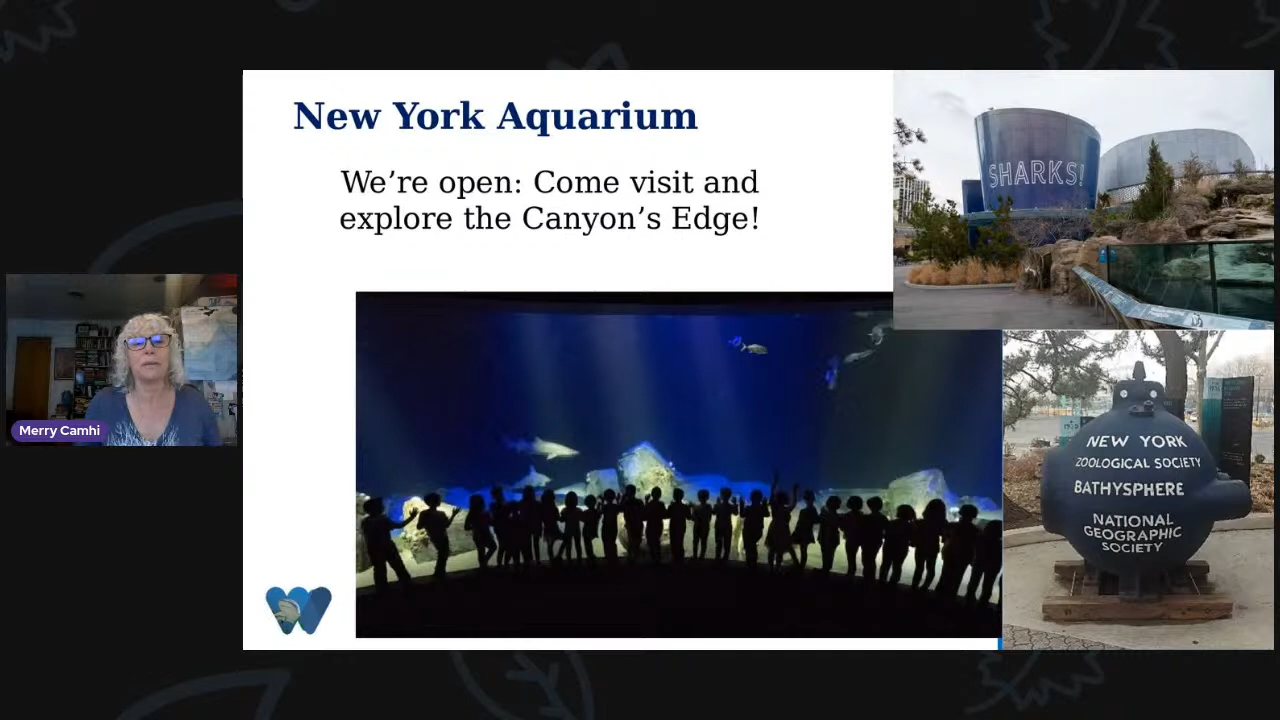 New York Aquarium
We’re open: Come visit and
explore the Canyon’s Edge!
SHARKS!
NEW YORK
ZOOLOGICAL SOCIETY
BATHYSPHERE
NATIONAL
GEOGRAPHIC
SOCIETY
Merry Camhi